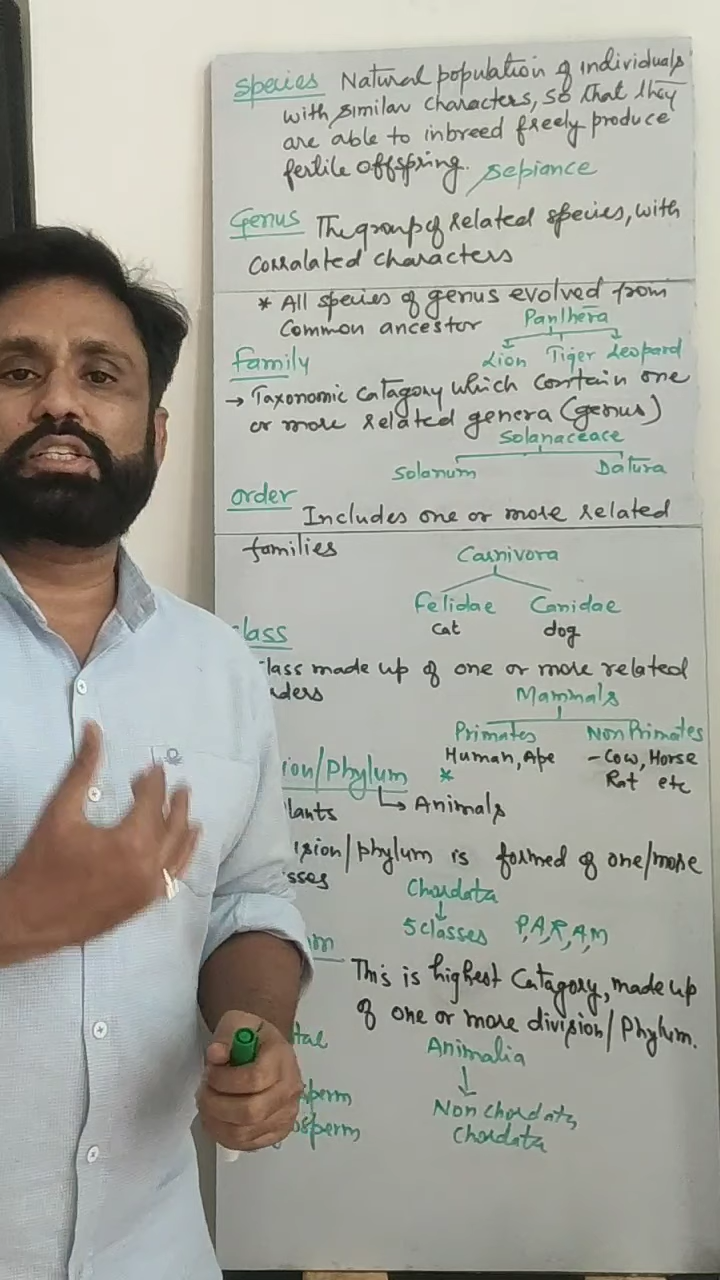 Species Natural population of individuals
with similar characters, so that they
are able to inbreed freely produce
fertile offspring. sepiance
Genus The group of related species, with
corralated characters
* All species of genus evolved from
Common ancestor Panthera
Lion Tiger Leopard
family
→ Taxonomic catagory which contain one
or more related genera (genus)
Solanaceace
Solanum Datura
order Includes one or more related
families Carnivora
Felidae Canidae
cat dog
lass
lass made up of one or more related
ders Mammals
Primates Non Primates
Human, Ape - Cow, Horse
* Rat etc
ion/Phylum
lants Animals
ision/phylum is formed of one/more
sses Chordata
5 classes P, A, R, A, M
m This is highest Catagory, made up
of one or more division/Phylum.
tae Animalia
sperm Non Chordata
osperm Chordata